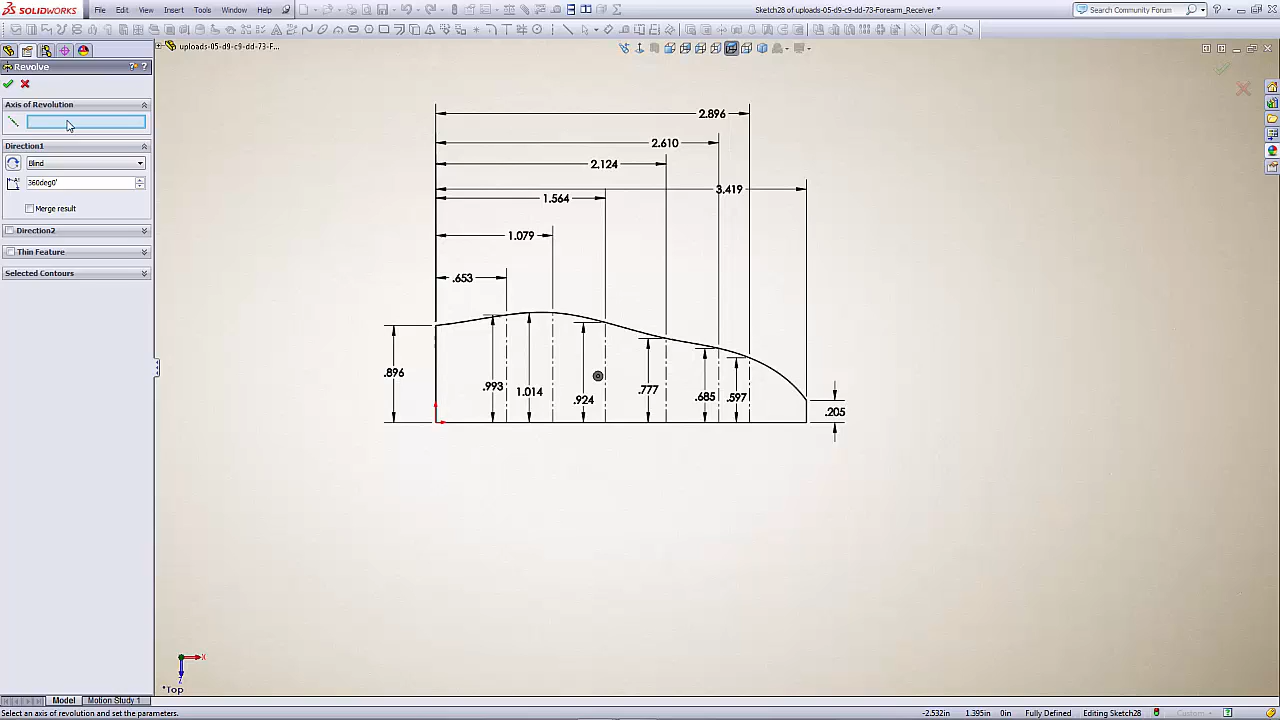 SOLIDWORKS File Edit View Insert Tools Window Help Sketch28 of uploads-05-d9-c9-dd-73-Forearm_Receiver * Search Community Forum
uploads-05-d9-c9-dd-73-F...
Revolve
Axis of Revolution
Direction1
Blind
360deg0'
Merge result
Direction2
Thin Feature
Selected Contours
2.896
2.610
2.124
3.419
1.564
1.079
.653
.896
.993
1.014
.924
.777
.685
.597
.205
X
Z
*Top
Model Motion Study 1
Select an axis of revolution and set the parameters. -2.532in 1.395in 0in Fully Defined Editing Sketch28 Custom